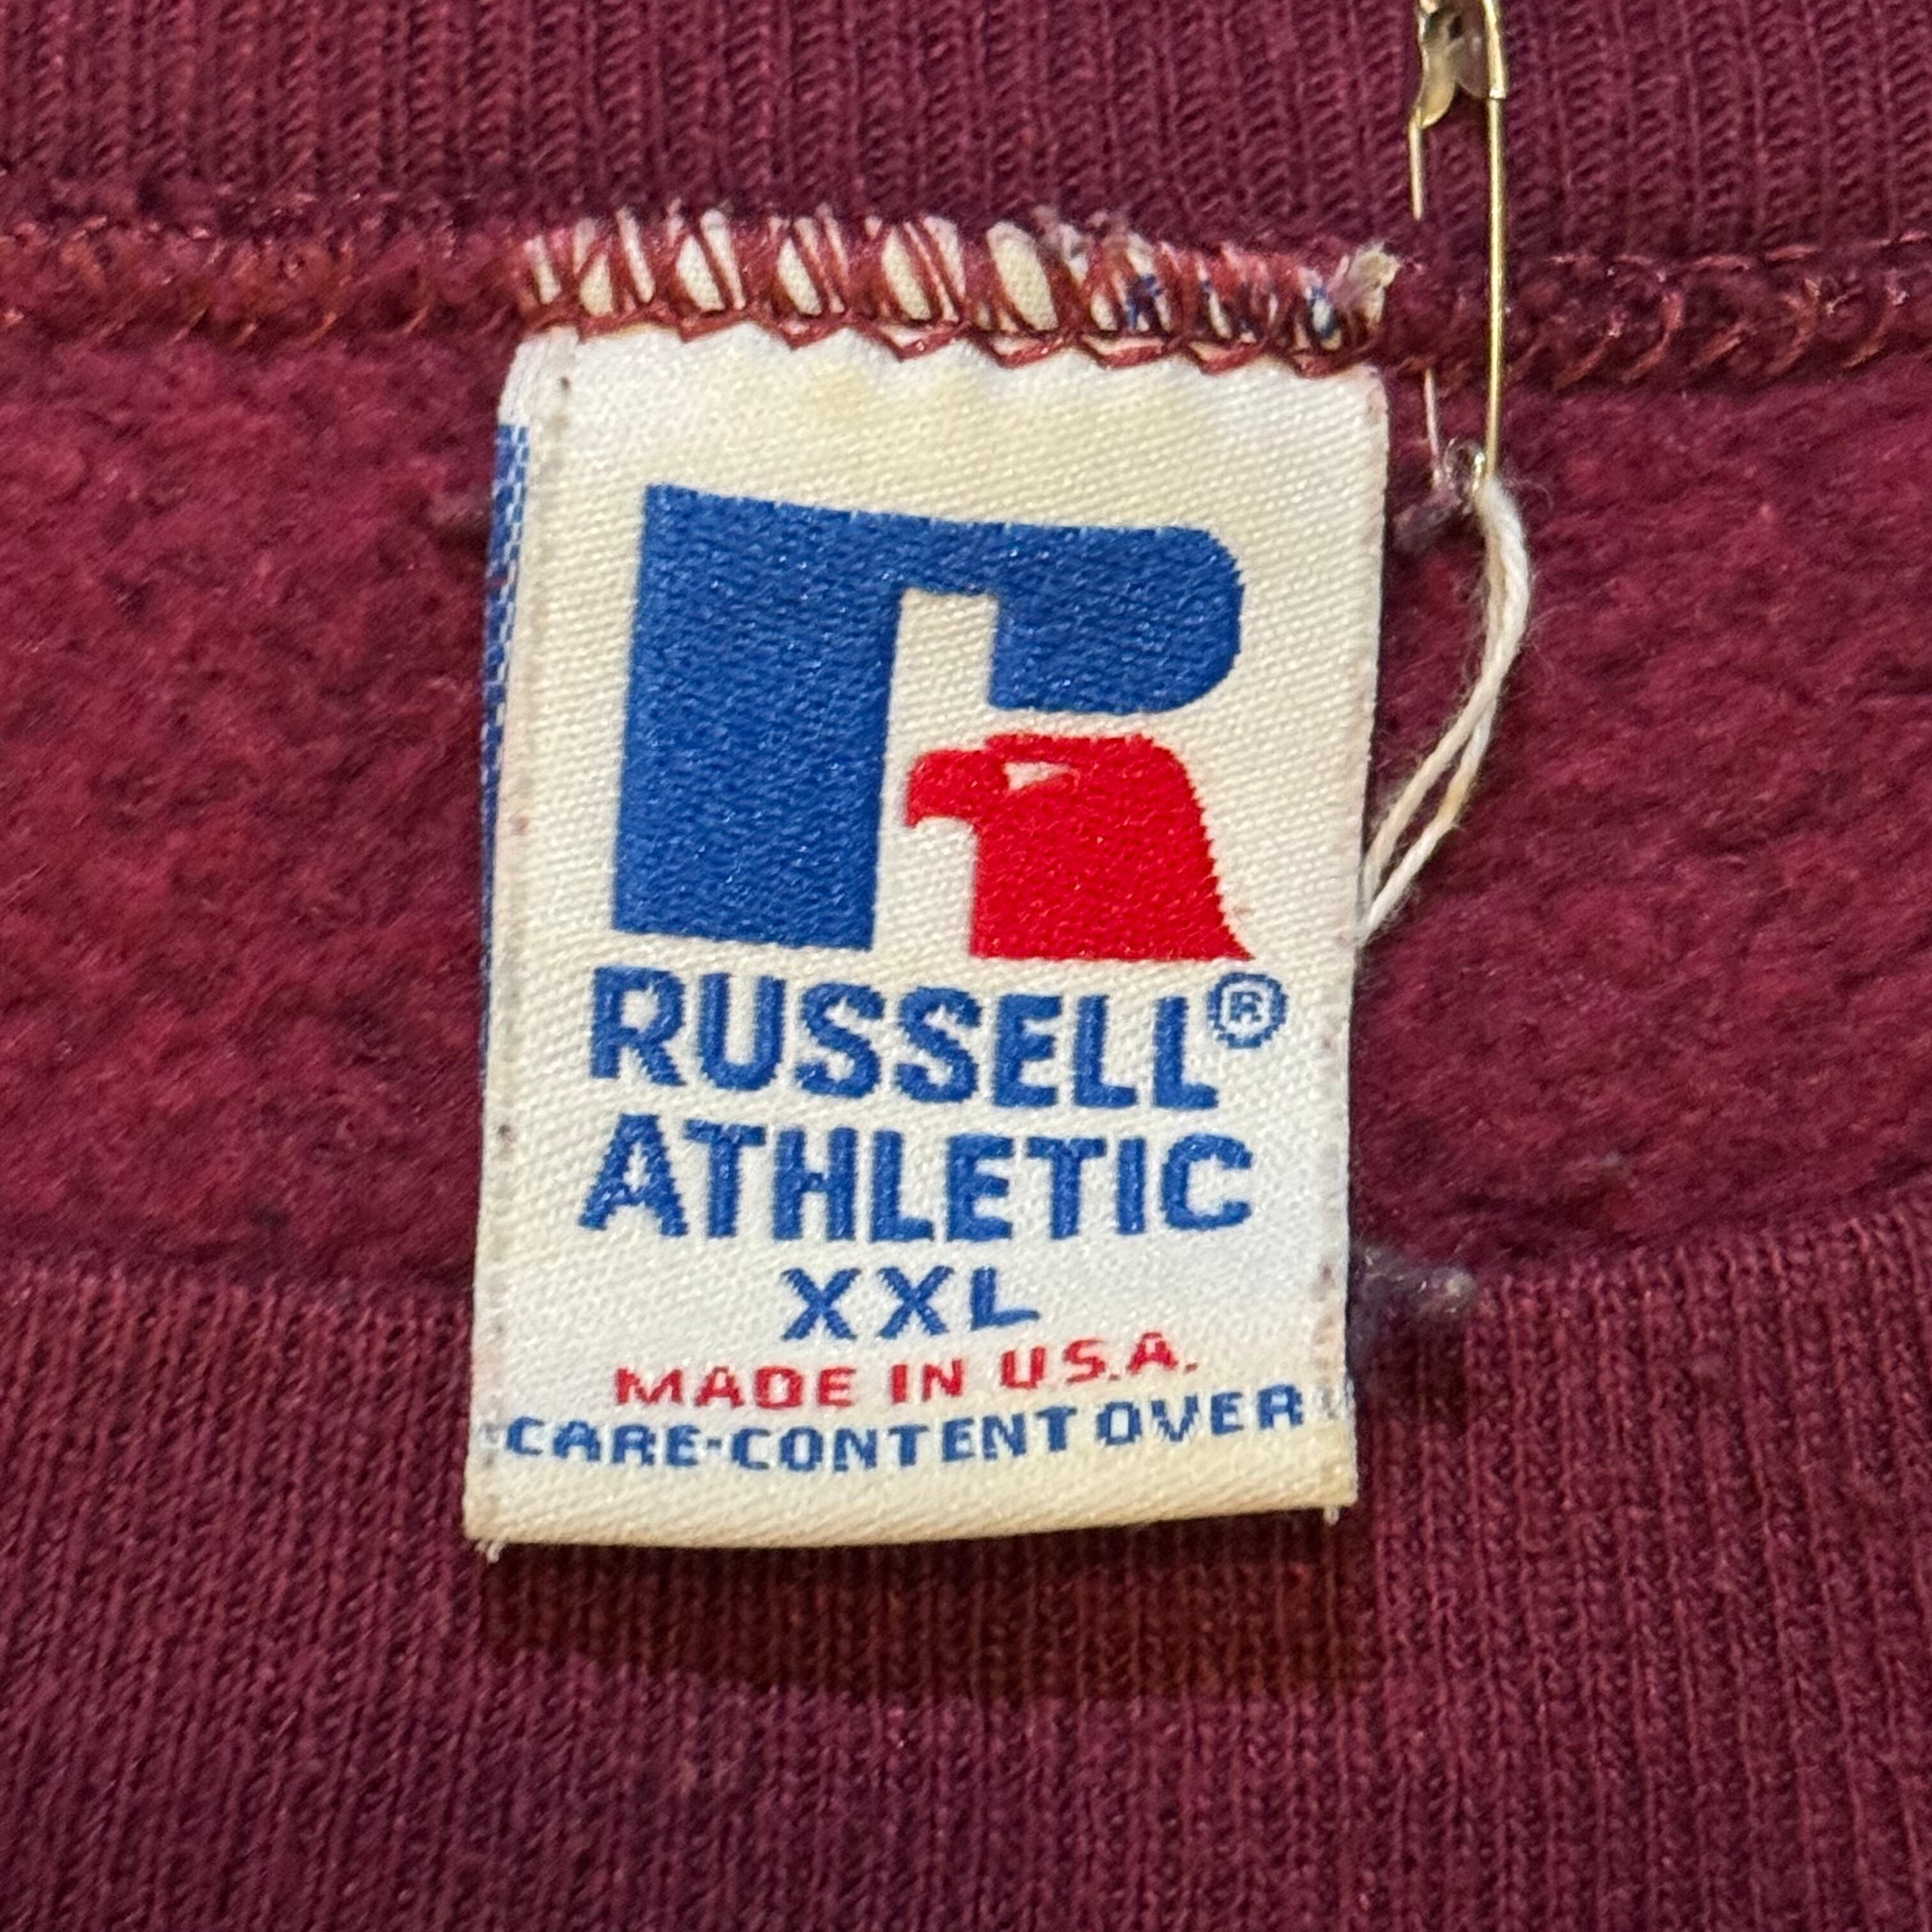 R
RUSSELL®
ATHLETIC
XXL
MADE IN U.S.A.
CARE-CONTENT OVER